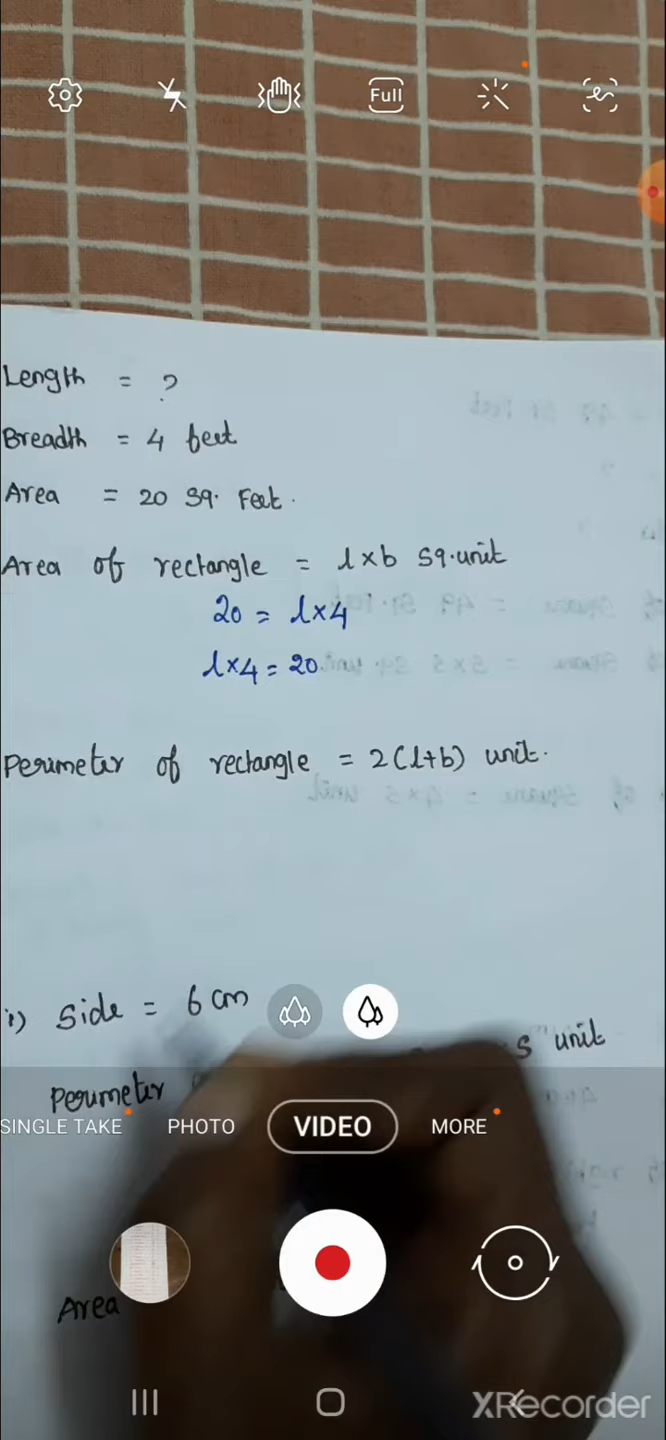 Full
Length = ?
Breadth = 4 feet
Area = 20 Sq. Feet.
Area of rectangle = l×b Sq.unit
20 = l×4
l×4 = 20
Perimeter of rectangle = 2(l+b) unit.
i) Side = 6 cm
Perimeter s unit
SINGLE TAKE PHOTO VIDEO MORE
Area
XRecorder